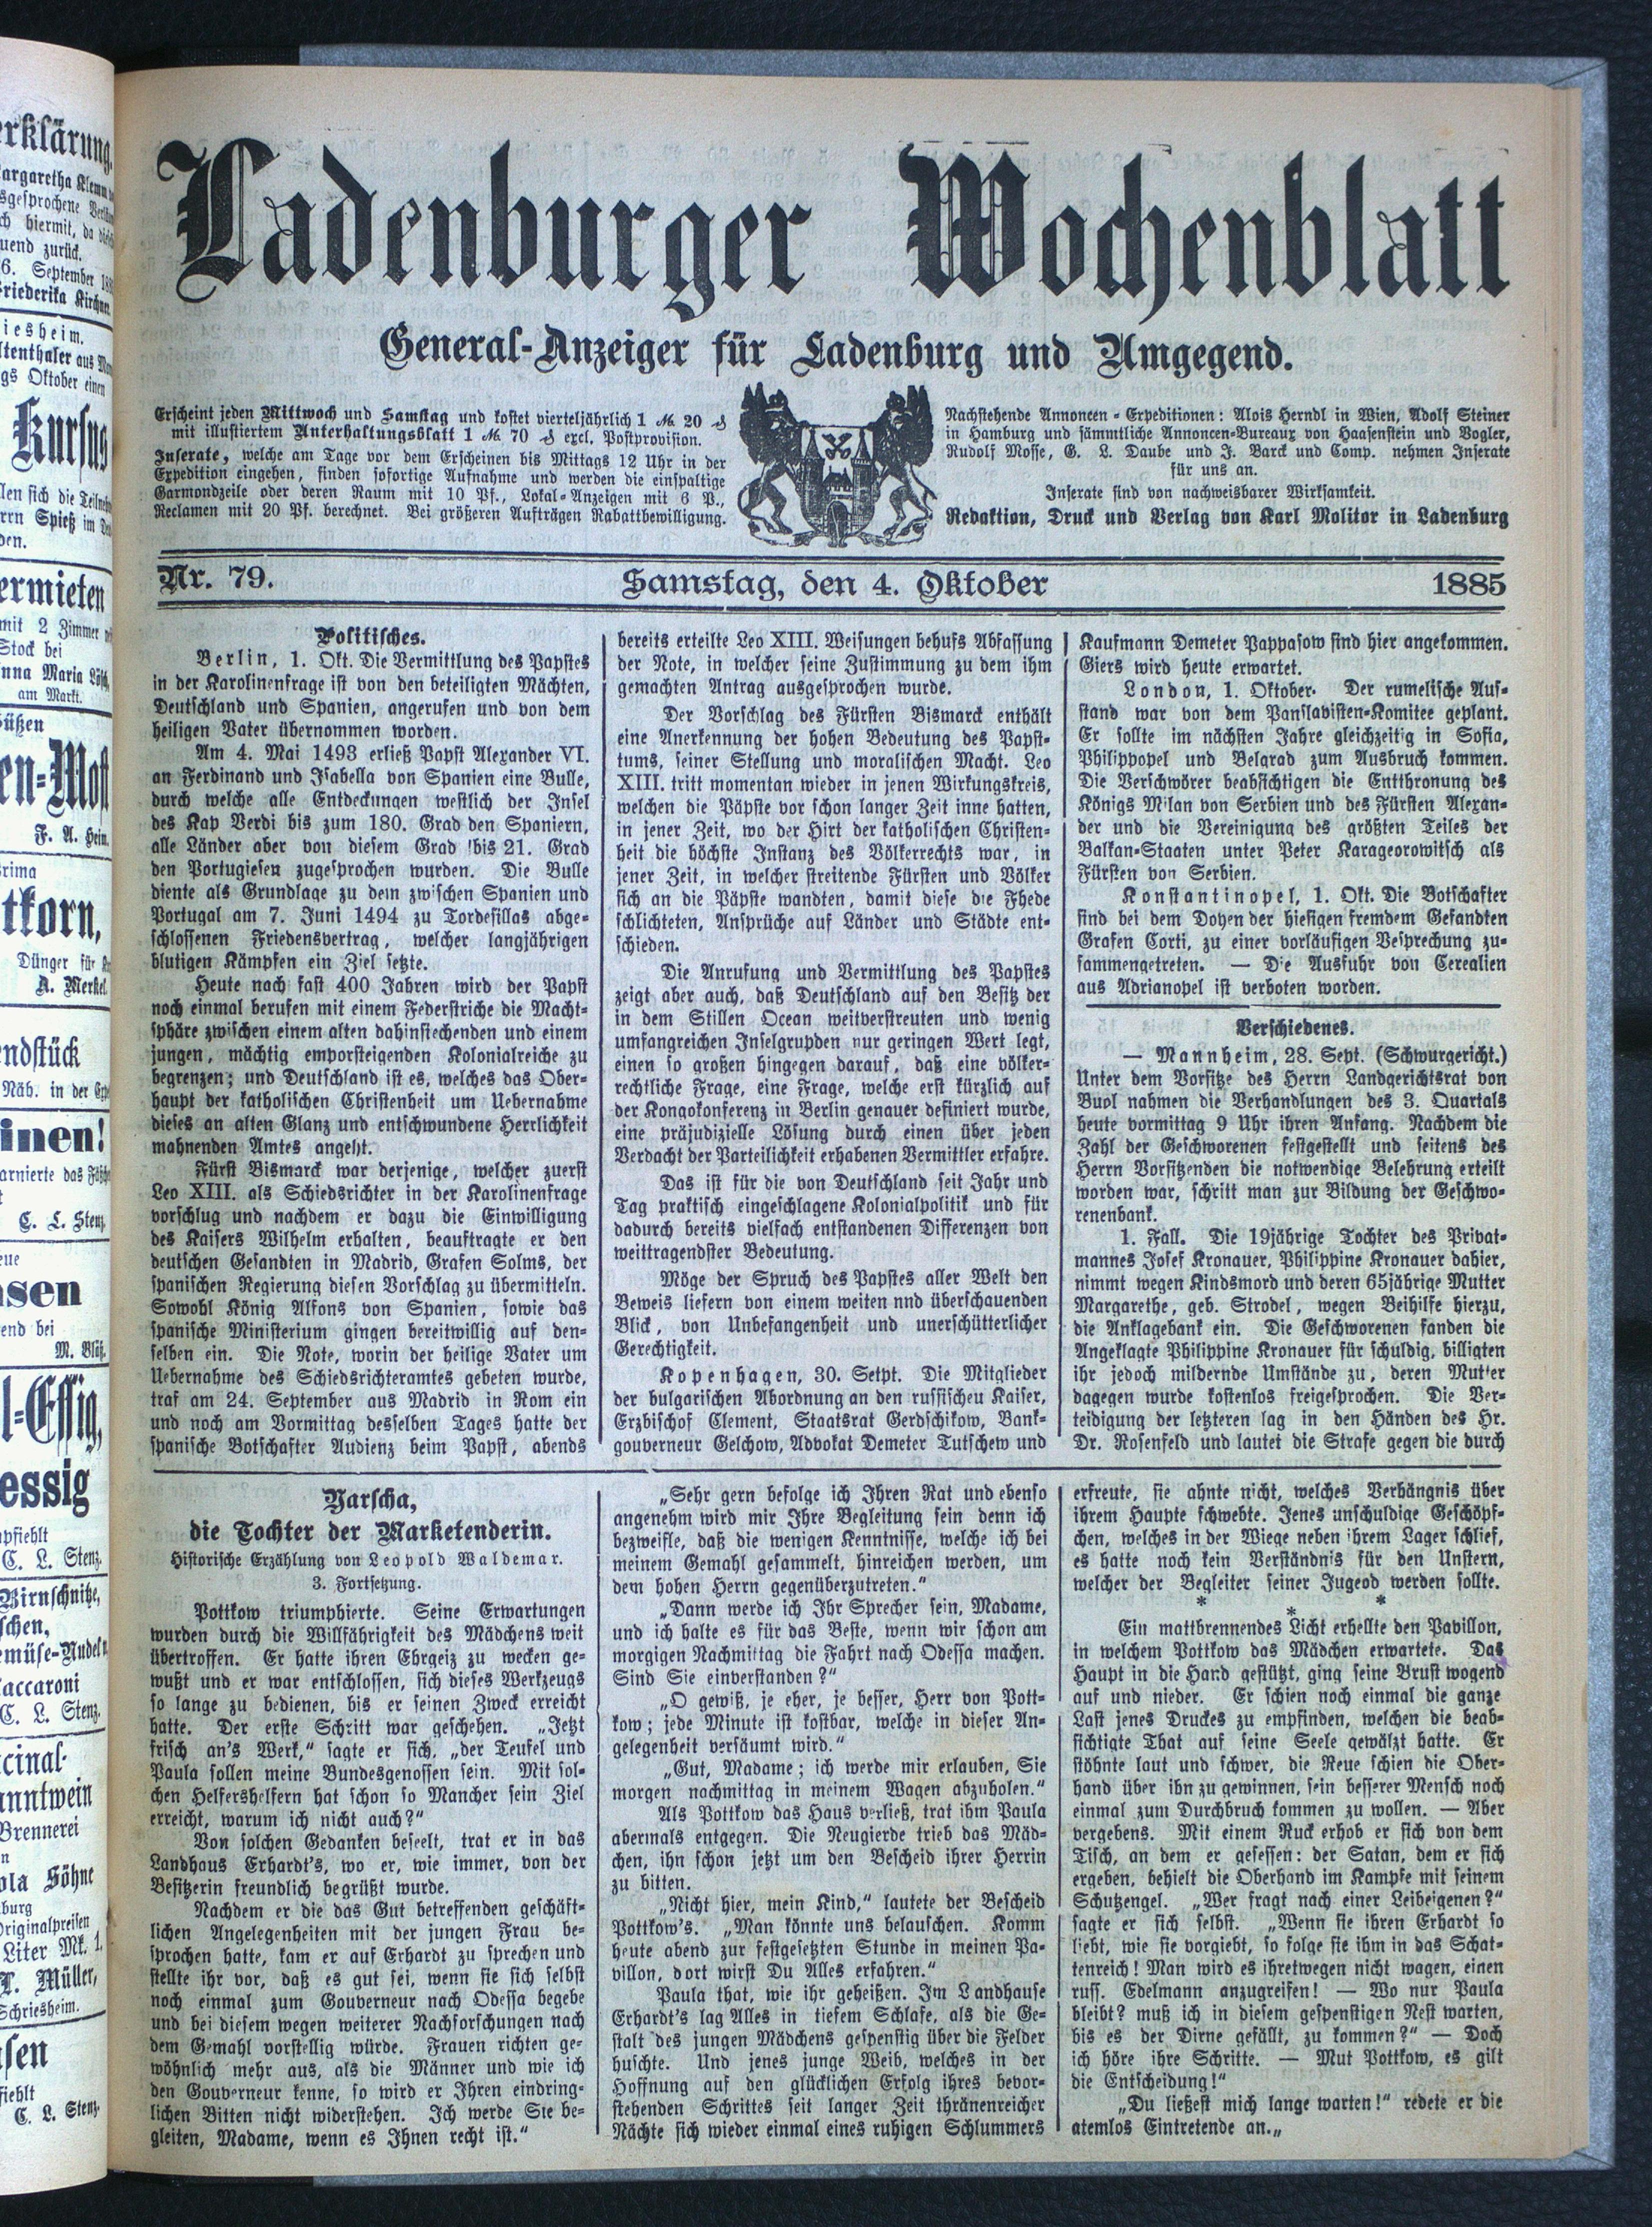 Ladenburger Wochenblatt
General-Anzeiger für Ladenburg und Umgegend.
Erscheint jeden Mittwoch und Samstag und kostet vierteljährlich 1 ℳ 20 ₰
mit illustiertem Unterhaltungsblatt 1 ℳ 70 ₰ excl. Postprovision.
Inserate, welche am Tage vor dem Erscheinen bis Mittags 12 Uhr in der
Expedition eingehen, finden sofortige Aufnahme und werden die einspaltige
Garmondzeile oder deren Raum mit 10 Pf., Lokal-Anzeigen mit 6 P.,
Reclamen mit 20 Pf. berechnet. Bei größeren Aufträgen Rabattbewilligung.
Nachstehende Annoncen-Expeditionen: Alois Herndl in Wien, Adolf Steiner
in Hamburg und sämmtliche Annoncen-Bureaux von Haasenstein und Vogler,
Rudolf Mosse, G. L. Daube und J. Barck und Comp. nehmen Inserate
für uns an.
Inserate sind von nachweisbarer Wirksamkeit.
Redaktion, Druck und Verlag von Karl Molitor in Ladenburg
Nr. 79. Samstag, den 4. Oktober 1885
Politisches.
Berlin, 1. Okt. Die Vermittlung des Papstes
in der Karolinenfrage ist von den beteiligten Mächten,
Deutschland und Spanien, angerufen und von dem
heiligen Vater übernommen worden.
Am 4. Mai 1493 erließ Papst Alexander VI.
an Ferdinand und Isabella von Spanien eine Bulle,
durch welche alle Entdeckungen westlich der Insel
des Kap Verdi bis zum 180. Grad den Spaniern,
alle Länder aber von diesem Grad bis 21. Grad
den Portugiesen zugesprochen wurden. Die Bulle
diente als Grundlage zu dem zwischen Spanien und
Portugal am 7. Juni 1494 zu Tordesillas abge-
schlossenen Friedensvertrag, welcher langjährigen
blutigen Kämpfen ein Ziel setzte.
Heute nach fast 400 Jahren wird der Papst
noch einmal berufen mit einem Federstriche die Macht-
sphäre zwischen einem alten dahinsiechenden und einem
jungen, mächtig emporsteigenden Kolonialreiche zu
begrenzen; und Deutschland ist es, welches das Ober-
haupt der katholischen Christenheit um Uebernahme
dieses an alten Glanz und entschwundene Herrlichkeit
mahnenden Amtes angeht.
Fürst Bismarck war derjenige, welcher zuerst
Leo XIII. als Schiedsrichter in der Karolinenfrage
vorschlug und nachdem er dazu die Einwilligung
des Kaisers Wilhelm erhalten, beauftragte er den
deutschen Gesandten in Madrid, Grafen Solms, der
spanischen Regierung diesen Vorschlag zu übermitteln.
Sowohl König Alfons von Spanien, sowie das
spanische Ministerium gingen bereitwillig auf den-
selben ein. Die Note, worin der heilige Vater um
Uebernahme des Schiedsrichteramtes gebeten wurde,
traf am 24. September aus Madrid in Rom ein
und noch am Vormittag desselben Tages hatte der
spanische Botschafter Audienz beim Papst, abends
bereits erteilte Leo XIII. Weisungen behufs Abfassung
der Note, in welcher seine Zustimmung zu dem ihm
gemachten Antrag ausgesprochen wurde.
Der Vorschlag des Fürsten Bismarck enthält
eine Anerkennung der hohen Bedeutung des Papst-
tums, seiner Stellung und moralischen Macht. Leo
XIII. tritt momentan wieder in jenen Wirkungskreis,
welchen die Päpste vor schon langer Zeit inne hatten,
in jener Zeit, wo der Hirt der katholischen Christen-
heit die höchste Instanz des Völkerrechts war, in
jener Zeit, in welcher streitende Fürsten und Völker
sich an die Päpste wandten, damit diese die Fhede
schlichteten, Ansprüche auf Länder und Städte ent-
schieden.
Die Anrufung und Vermittlung des Papstes
zeigt aber auch, daß Deutschland auf den Besitz der
in dem Stillen Ocean weitverstreuten und wenig
umfangreichen Inselgrupden nur geringen Wert legt,
einen so großen hingegen darauf, daß eine völker-
rechtliche Frage, eine Frage, welche erst kürzlich auf
der Kongokonferenz in Berlin genauer definiert wurde,
eine präjudizielle Lösung durch einen über jeden
Verdacht der Parteilichkeit erhabenen Vermittler erfahre.
Das ist für die von Deutschland seit Jahr und
Tag praktisch eingeschlagene Kolonialpolitik und für
dadurch bereits vielfach entstandenen Differenzen von
weittragendster Bedeutung.
Möge der Spruch des Papstes aller Welt den
Beweis liefern von einem weiten nnd überschauenden
Blick, von Unbefangenheit und unerschütterlicher
Gerechtigkeit.
Kopenhagen, 30. Setpt. Die Mitglieder
der bulgarischen Abordnung an den russischeu Kaiser,
Erzbischof Clement, Staatsrat Gerdschikow, Bank-
gouverneur Gelchow, Advokat Demeter Tutschew und
Kaufmann Demeter Pappasow sind hier angekommen.
Giers wird heute erwartet.
London, 1. Oktober. Der rumelische Auf-
stand war von dem Panslavisten-Komitee geplant.
Er sollte im nächsten Jahre gleichzeitig in Sofia,
Philippopel und Belgrad zum Ausbruch kommen.
Die Verschwörer beabsichtigen die Entthronung des
Königs Milan von Serbien und des Fürsten Alexan-
der und die Vereinigung des größten Teiles der
Balkan-Staaten unter Peter Karageorowitsch als
Fürsten von Serbien.
Konstantinopel, 1. Okt. Die Botschafter
sind bei dem Doyen der hiesigen fremdem Gesandten
Grafen Corti, zu einer vorläufigen Besprechung zu-
sammengetreten. — Die Ausfuhr von Cerealien
aus Adrianopel ist verboten worden.
Verschiedenes.
— Mannheim, 28. Sept. (Schwurgericht.)
Unter dem Vorsitze des Herrn Landgerichtsrat von
Buol nahmen die Verhandlungen des 3. Quartals
heute vormittag 9 Uhr ihren Anfang. Nachdem die
Zahl der Geschworenen festgestellt und seitens des
Herrn Vorsitzenden die notwendige Belehrung erteilt
worden war, schritt man zur Bildung der Geschwo-
renenbank.
1. Fall. Die 19jährige Tochter des Privat-
mannes Josef Kronauer, Philippine Kronauer dahier,
nimmt wegen Kindsmord und deren 65jährige Mutter
Margarethe, geb. Strodel, wegen Beihilfe hierzu,
die Anklagebank ein. Die Geschworenen fanden die
Angeklagte Philippine Kronauer für schuldig, billigten
ihr jedoch mildernde Umstände zu, deren Mutter
dagegen wurde kostenlos freigesprochen. Die Ver-
teidigung der letzteren lag in den Händen des Hr.
Dr. Rosenfeld und lautet die Strafe gegen die durch
Yarscha,
die Tochter der Marketenderin.
Historische Erzählung von Leopold Waldemar.
3. Fortsetzung.
Pottkow triumphierte. Seine Erwartungen
wurden durch die Willfährigkeit des Mädchens weit
übertroffen. Er hatte ihren Ehrgeiz zu wecken ge-
wußt und er war entschlossen, sich dieses Werkzeugs
so lange zu bedienen, bis er seinen Zweck erreicht
hatte. Der erste Schritt war geschehen. „Jetzt
frisch an's Werk,“ sagte er sich, „der Teufel und
Paula sollen meine Bundesgenossen sein. Mit sol-
chen Helfershelfern hat schon so Mancher sein Ziel
erreicht, warum ich nicht auch?“
Von solchen Gedanken beseelt, trat er in das
Landhaus Erhardt's, wo er, wie immer, von der
Besitzerin freundlich begrüßt wurde.
Nachdem er die das Gut betreffenden geschäft-
lichen Angelegenheiten mit der jungen Frau be-
sprochen hatte, kam er auf Erhardt zu sprechen und
stellte ihr vor, daß es gut sei, wenn sie sich selbst
noch einmal zum Gouverneur nach Odessa begebe
und bei diesem wegen weiterer Nachforschungen nach
dem Gemahl vorstellig würde. Frauen richten ge-
wöhnlich mehr aus, als die Männer und wie ich
den Gouverneur kenne, so wird er Ihren eindring-
lichen Bitten nicht widerstehen. Ich werde Sie be-
gleiten, Madame, wenn es Ihnen recht ist.“
„Sehr gern befolge ich Ihren Rat und ebenso
angenehm wird mir Ihre Begleitung sein denn ich
bezweifle, daß die wenigen Kenntnisse, welche ich bei
meinem Gemahl gesammelt, hinreichen werden, um
dem hohen Herrn gegenüberzutreten.“
„Dann werde ich Ihr Sprecher sein, Madame,
und ich halte es für das Beste, wenn wir schon am
morgigen Nachmittag die Fahrt nach Odessa machen.
Sind Sie einverstanden?“
„O gewiß, je eher, je besser, Herr von Pott-
kow; jede Minute ist kostbar, welche in dieser An-
gelegenheit versäumt wird.“
„Gut, Madame; ich werde mir erlauben, Sie
morgen nachmittag in meinem Wagen abzuholen.“
Als Pottkow das Haus verließ, trat ihm Paula
abermals entgegen. Die Neugierde trieb das Mäd-
chen, ihn schon jetzt um den Bescheid ihrer Herrin
zu bitten.
„Nicht hier, mein Kind,“ lautete der Bescheid
Pottkow's. „Man könnte uns belauschen. Komm
heute abend zur festgesetzten Stunde in meinen Pa-
villon, dort wirst Du Alles erfahren.“
Paula that, wie ihr geheißen. Im Landhause
Erhardt's lag Alles in tiefem Schlafe, als die Ge-
stalt des jungen Mädchens gespenstig über die Felder
huschte. Und jenes junge Weib, welches in der
Hoffnung auf den glücklichen Erfolg ihres bevor-
stehenden Schrittes seit langer Zeit thränenreicher
Nächte sich wieder einmal eines ruhigen Schlummers
erfreute, sie ahnte nicht, welches Verhängnis über
ihrem Haupte schwebte. Jenes unschuldige Geschöpf-
chen, welches in der Wiege neben ihrem Lager schlief,
es hatte noch kein Verständnis für den Unstern,
welcher der Begleiter seiner Jugeod werden sollte.
* * *
Ein mattbrennendes Licht erhellte den Pavillon,
in welchem Pottkow das Mädchen erwartete. Das
Haupt in die Hand gestützt, ging seine Brust wogend
auf und nieder. Er schien noch einmal die ganze
Last jenes Druckes zu empfinden, welchen die beab-
sichtigte That auf seine Seele gewälzt hatte. Er
stöhnte laut und schwer, die Reue schien die Ober-
hand über ihn zu gewinnen, sein besserer Mensch noch
einmal zum Durchbruch kommen zu wollen. — Aber
vergebens. Mit einem Ruck erhob er sich von dem
Tisch, an dem er gesessen: der Satan, dem er sich
ergeben, behielt die Oberhand im Kampfe mit seinem
Schutzengel. „Wer fragt nach einer Leibeigenen?“
sagte er sich selbst. „Wenn sie ihren Erhardt so
liebt, wie sie vorgiebt, so folge sie ihm in das Schat-
tenreich! Man wird es ihretwegen nicht wagen, einen
russ. Edelmann anzugreifen! — Wo nur Paula
bleibt? muß ich in diesem gespenstigen Nest warten,
bis es der Dirne gefällt, zu kommen?“ — Doch
ich höre ihre Schritte. — Mut Pottkow, es gilt
die Entscheidung!“
„Du ließest mich lange warten!“ redete er die
atemlos Eintretende an.„